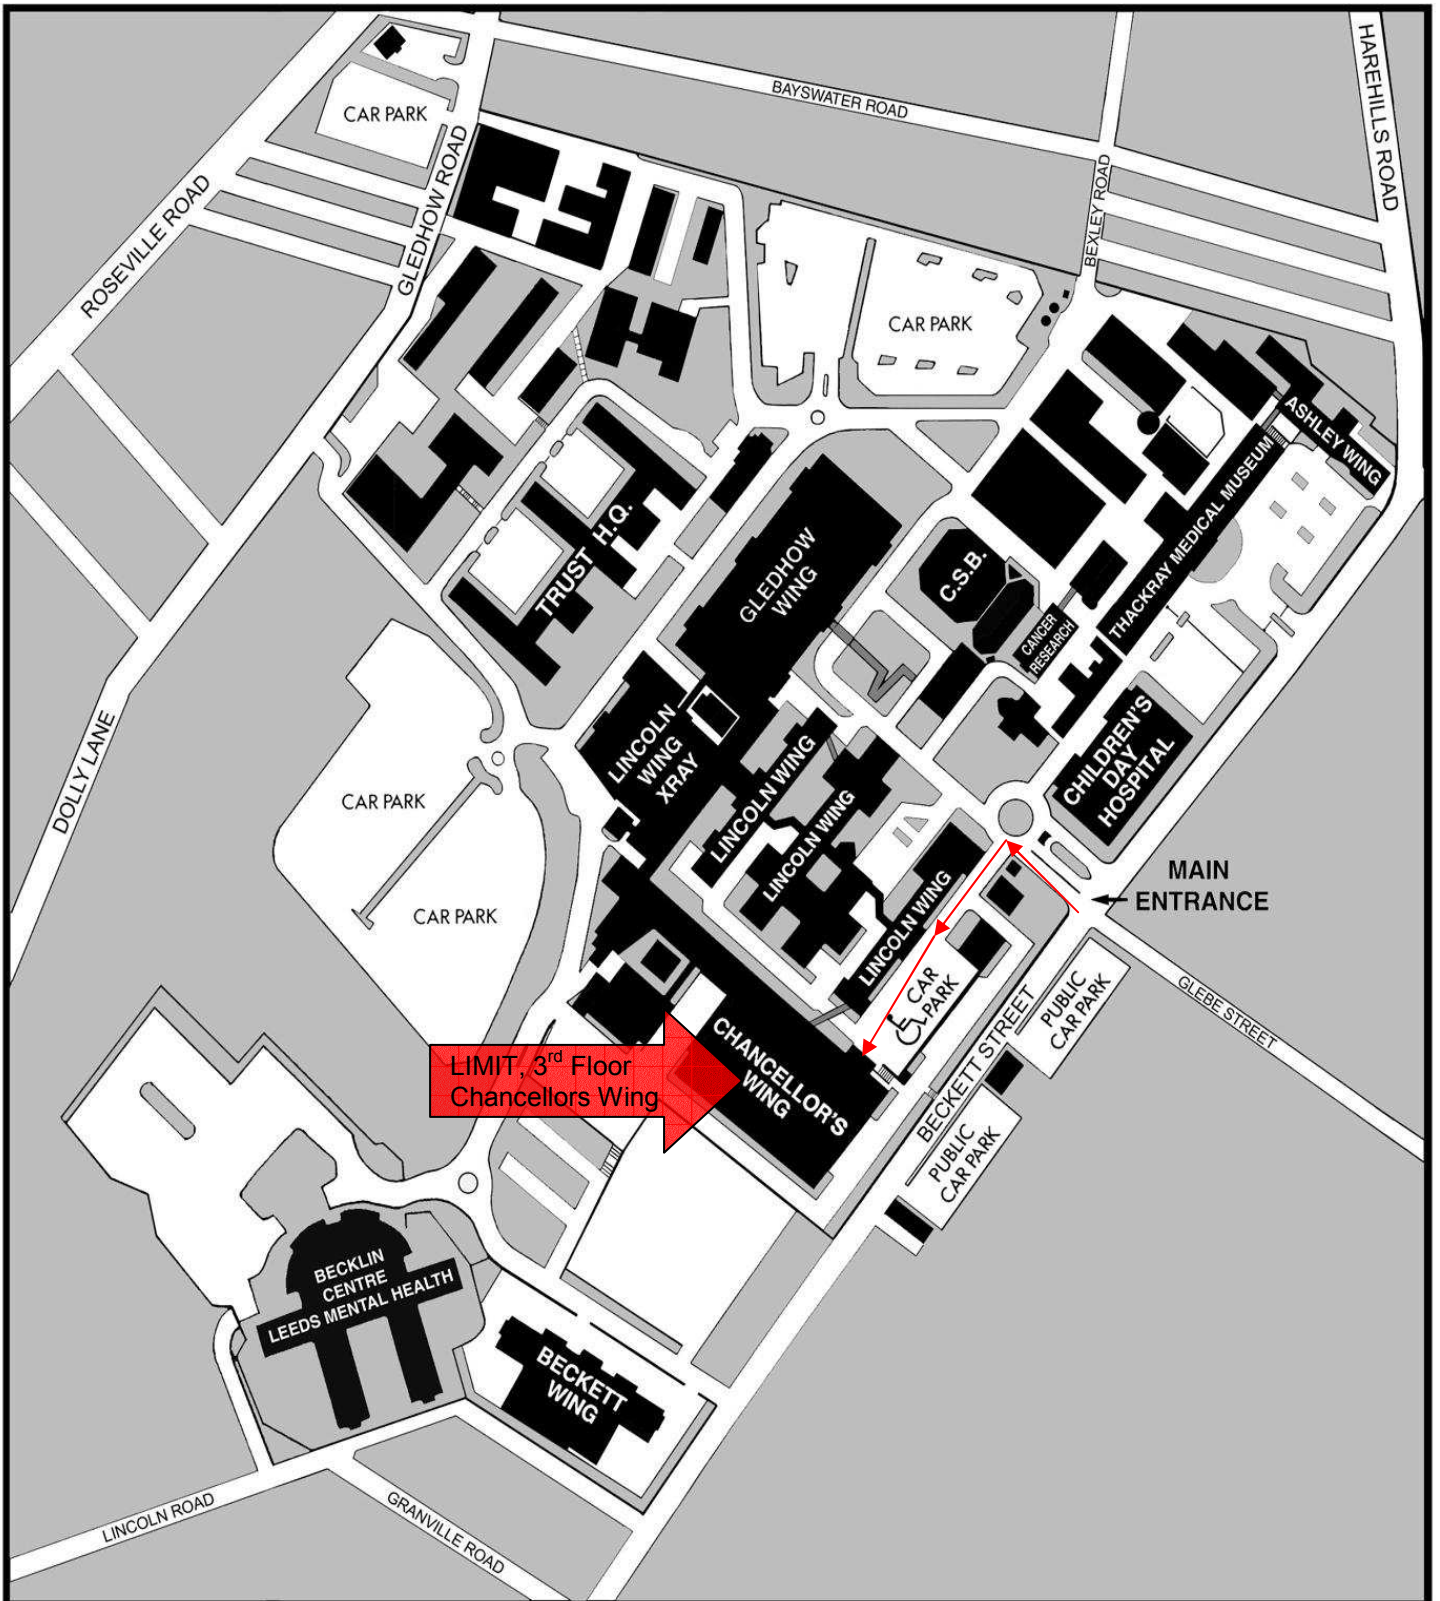 CAR PARK
BAYSWATER ROAD
HAREHILLS ROAD
ROSEVILLE ROAD
GLEDHOW ROAD
BEXLEY ROAD
CAR PARK
ASHLEY WING
THACKRAY MEDICAL MUSEUM
TRUST H.Q.
GLEDHOW
WING
C.S.B.
CANCER
RESEARCH
LINCOLN
WING
XRAY
LINCOLN WING
LINCOLN WING
LINCOLN WING
CHILDREN'S
DAY
HOSPITAL
DOLLY LANE
CAR PARK
CAR PARK
MAIN
ENTRANCE
CAR
PARK
PUBLIC
CAR PARK
GLEBE STREET
BECKETT STREET
LIMIT, 3rd Floor
Chancellors Wing
CHANCELLOR'S
WING
PUBLIC
CAR PARK
BECKLIN
CENTRE
LEEDS MENTAL HEALTH
BECKETT
WING
LINCOLN ROAD
GRANVILLE ROAD